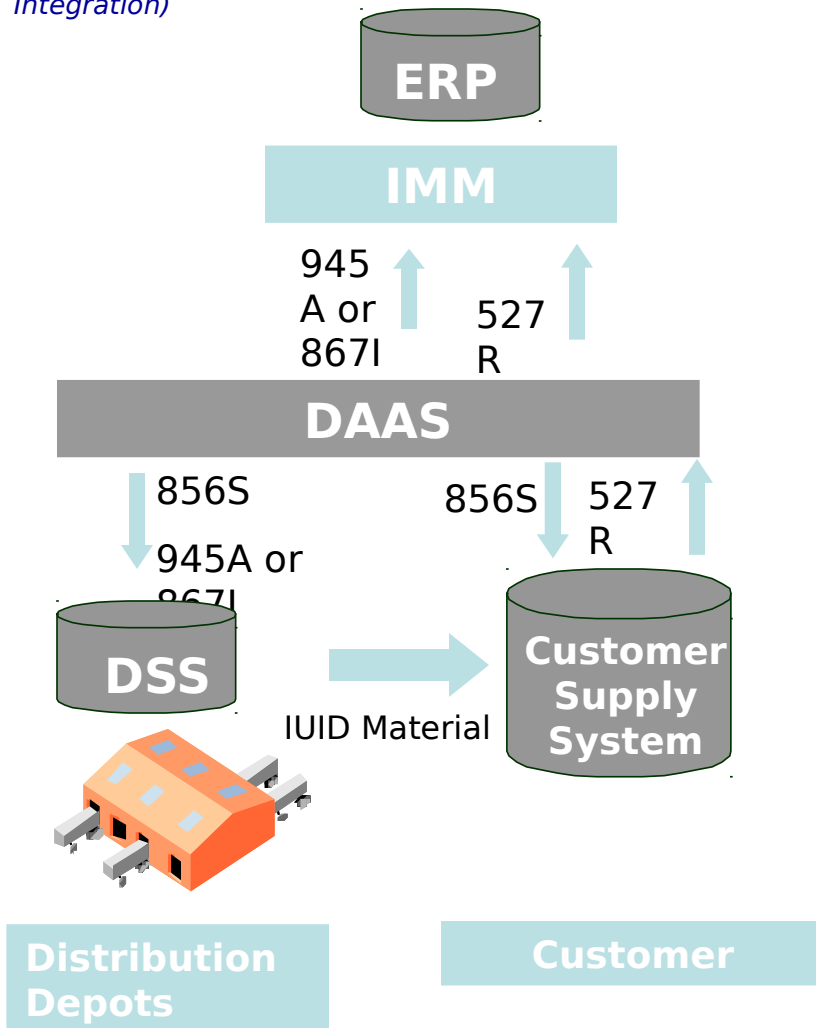 Integration)
ERP
IMM
945
A or
867I
527
R
DAAS
856S
945A or
867I
856S
527
R
DSS
Customer
Supply
System
IUID Material
Distribution
Depots
Customer